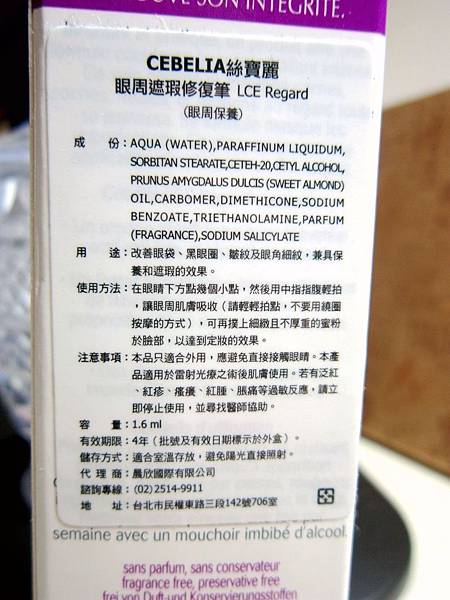 SON INTÉGRITÉ.
CEBELIA絲寶麗
眼周遮瑕修復筆 LCE Regard
(眼周保養)
成 份：AQUA (WATER),PARAFFINUM LIQUIDUM,
SORBITAN STEARATE,CETEH-20,CETYL ALCOHOL,
PRUNUS AMYGDALUS DULCIS (SWEET ALMOND)
OIL,CARBOMER,DIMETHICONE,SODIUM
BENZOATE,TRIETHANOLAMINE,PARFUM
(FRAGRANCE),SODIUM SALICYLATE
用 途：改善眼袋、黑眼圈、皺紋及眼角細紋，兼具保
養和遮瑕的效果。
使用方法：在眼睛下方點幾個小點，然後用中指指腹輕拍
，讓眼周肌膚吸收（請輕輕拍點，不要用繞圈
按摩的方式），可再撲上細緻且不厚重的蜜粉
於臉部，以達到定妝的效果。
注意事項：本品只適合外用，應避免直接接觸眼睛。本產
品適用於雷射光療之術後肌膚使用。若有泛紅
、紅疹、瘙癢、紅腫、脹痛等過敏反應，請立
即停止使用，並尋找醫師協助。
容 量：1.6 ml
有效期限：4年（批號及有效日期標示於外盒）。
儲存方式：適合室溫存放，避免陽光直接照射。
代 理 商：晨欣國際有限公司
諮詢專線：(02)2514-9911
地 址：台北市民權東路三段142號706室
semaine avec un mouchoir imbibé d'alcool.
sans parfum, sans conservateur
fragrance free, preservative free
frei von Duft-und Konservierungsstoffen